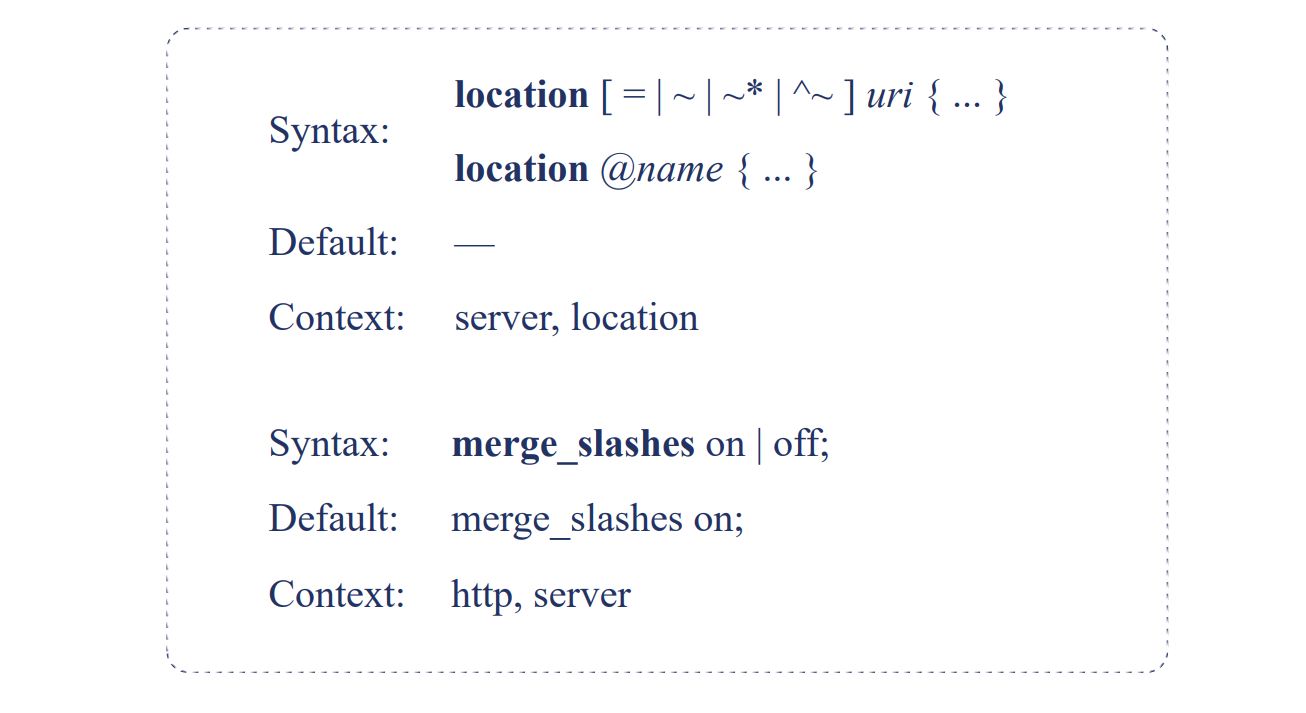 location [ = | ~ | ~* | ^~ ] uri { ... }
Syntax:
location @name { ... }
Default: —
Context: server, location
Syntax: merge_slashes on | off;
Default: merge_slashes on;
Context: http, server